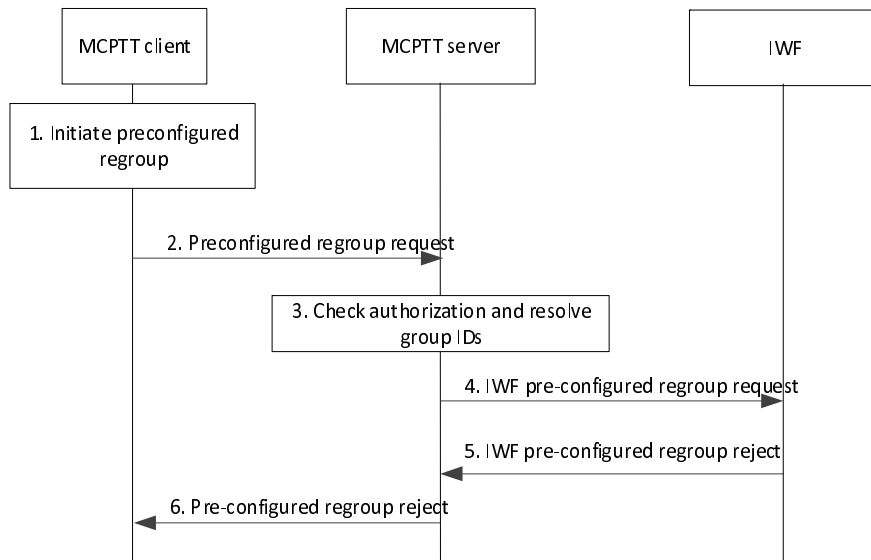 MCPTT client
MCPTT server
IWF
1. Initiate preconfigured
regroup
2. Preconfigured regroup request
3. Check authorization and resolve
group IDs
4. IWF pre-configured regroup request
5. IWF pre-configured regroup reject
6. Pre-configured regroup reject